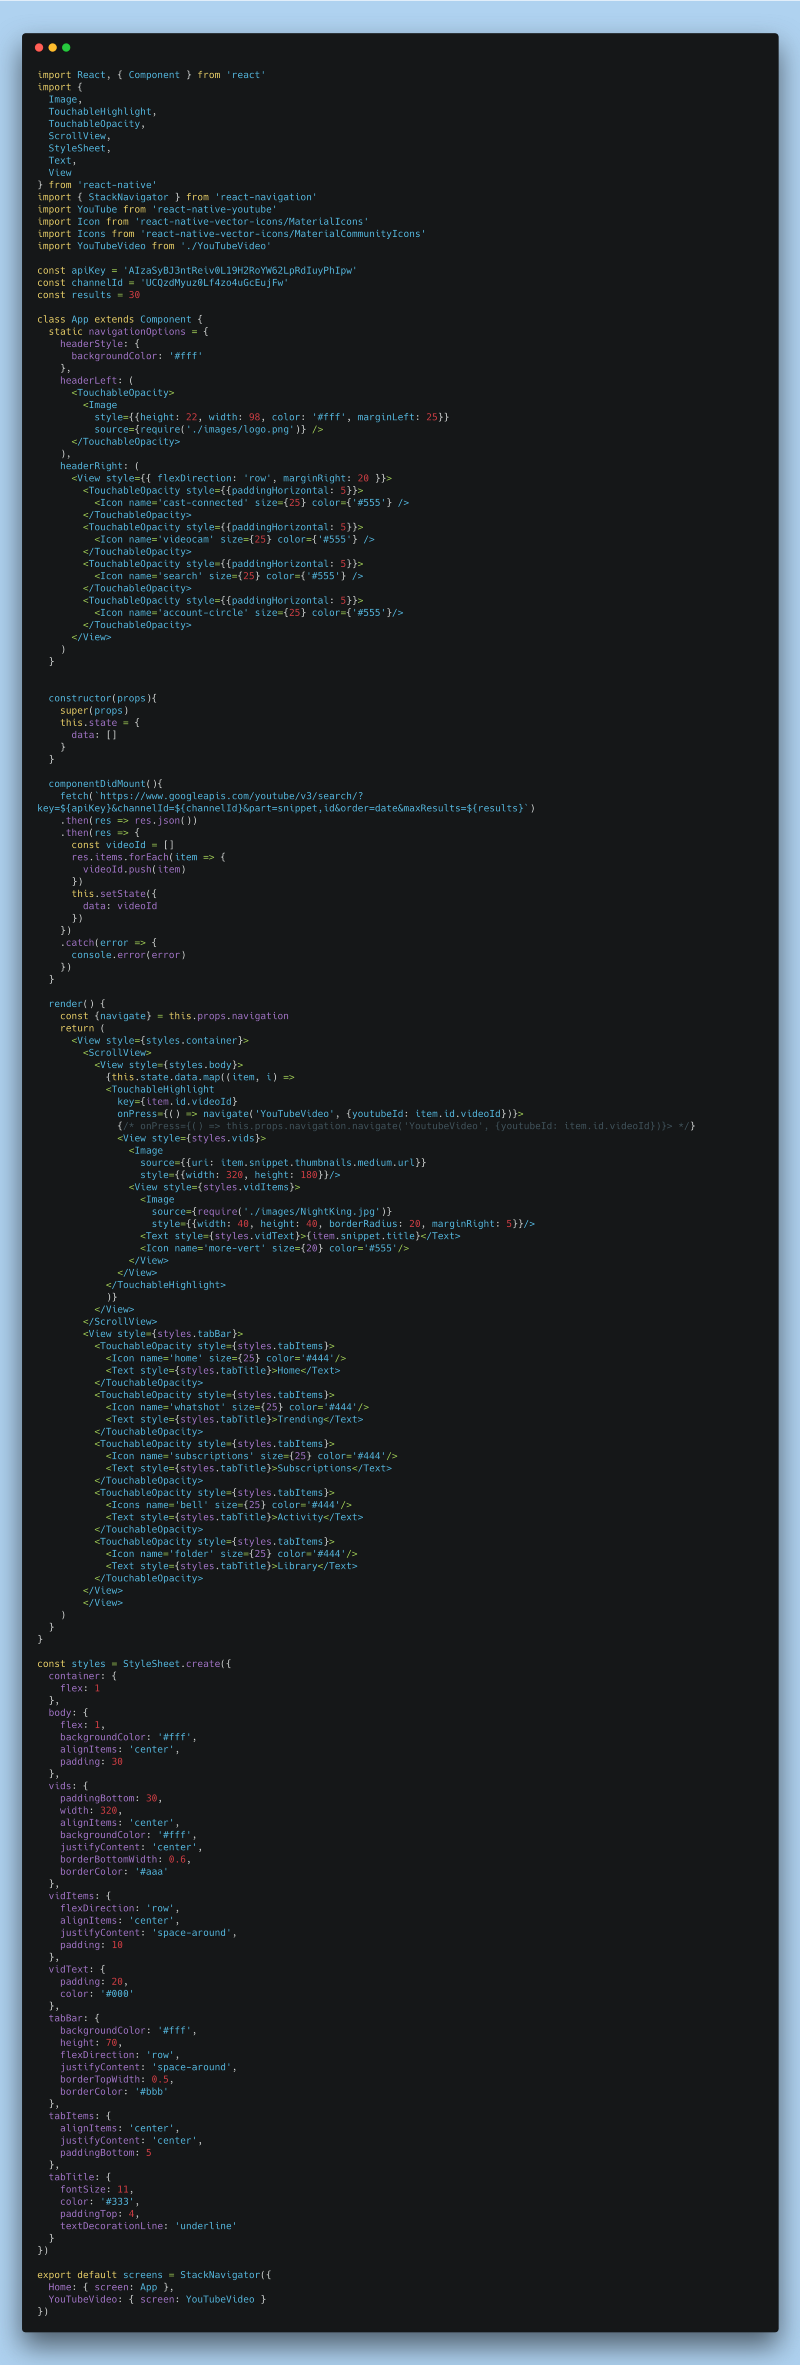 import React, { Component } from 'react'
import {
  Image,
  TouchableHighlight,
  TouchableOpacity,
  ScrollView,
  StyleSheet,
  Text,
  View
} from 'react-native'
import { StackNavigator } from 'react-navigation'
import YouTube from 'react-native-youtube'
import Icon from 'react-native-vector-icons/MaterialIcons'
import Icons from 'react-native-vector-icons/MaterialCommunityIcons'
import YouTubeVideo from './YouTubeVideo'

const apiKey = 'AIzaSyBJ3ntReiv0L19H2RoYW62LpRdIuyPhIpw'
const channelId = 'UCQzdMyuz0Lf4zo4uGcEujFw'
const results = 30

class App extends Component {
  static navigationOptions = {
    headerStyle: {
      backgroundColor: '#fff'
    },
    headerLeft: (
      <TouchableOpacity>
        <Image
          style={{height: 22, width: 98, color: '#fff', marginLeft: 25}}
          source={require('./images/logo.png')} />
      </TouchableOpacity>
    ),
    headerRight: (
      <View style={{ flexDirection: 'row', marginRight: 20 }}>
        <TouchableOpacity style={{paddingHorizontal: 5}}>
          <Icon name='cast-connected' size={25} color={'#555'} />
        </TouchableOpacity>
        <TouchableOpacity style={{paddingHorizontal: 5}}>
          <Icon name='videocam' size={25} color={'#555'} />
        </TouchableOpacity>
        <TouchableOpacity style={{paddingHorizontal: 5}}>
          <Icon name='search' size={25} color={'#555'} />
        </TouchableOpacity>
        <TouchableOpacity style={{paddingHorizontal: 5}}>
          <Icon name='account-circle' size={25} color={'#555'}/>
        </TouchableOpacity>
      </View>
    )
  }


  constructor(props){
    super(props)
    this.state = {
      data: []
    }
  }

  componentDidMount(){
    fetch(`https://www.googleapis.com/youtube/v3/search/?
key=${apiKey}&channelId=${channelId}&part=snippet,id&order=date&maxResults=${results}`)
    .then(res => res.json())
    .then(res => {
      const videoId = []
      res.items.forEach(item => {
        videoId.push(item)
      })
      this.setState({
        data: videoId
      })
    })
    .catch(error => {
      console.error(error)
    })
  }

  render() {
    const {navigate} = this.props.navigation
    return (
      <View style={styles.container}>
        <ScrollView>
          <View style={styles.body}>
            {this.state.data.map((item, i) =>
            <TouchableHighlight
              key={item.id.videoId}
              onPress={() => navigate('YouTubeVideo', {youtubeId: item.id.videoId})}>
              {/* onPress={() => this.props.navigation.navigate('YoutubeVideo', {youtubeId: item.id.videoId})}> */}
              <View style={styles.vids}>
                <Image
                  source={{uri: item.snippet.thumbnails.medium.url}}
                  style={{width: 320, height: 180}}/>
                <View style={styles.vidItems}>
                  <Image
                    source={require('./images/NightKing.jpg')}
                    style={{width: 40, height: 40, borderRadius: 20, marginRight: 5}}/>
                  <Text style={styles.vidText}>{item.snippet.title}</Text>
                  <Icon name='more-vert' size={20} color='#555'/>
                </View>
              </View>
            </TouchableHighlight>
            )}
          </View>
        </ScrollView>
        <View style={styles.tabBar}>
          <TouchableOpacity style={styles.tabItems}>
            <Icon name='home' size={25} color='#444'/>
            <Text style={styles.tabTitle}>Home</Text>
          </TouchableOpacity>
          <TouchableOpacity style={styles.tabItems}>
            <Icon name='whatshot' size={25} color='#444'/>
            <Text style={styles.tabTitle}>Trending</Text>
          </TouchableOpacity>
          <TouchableOpacity style={styles.tabItems}>
            <Icon name='subscriptions' size={25} color='#444'/>
            <Text style={styles.tabTitle}>Subscriptions</Text>
          </TouchableOpacity>
          <TouchableOpacity style={styles.tabItems}>
            <Icons name='bell' size={25} color='#444'/>
            <Text style={styles.tabTitle}>Activity</Text>
          </TouchableOpacity>
          <TouchableOpacity style={styles.tabItems}>
            <Icon name='folder' size={25} color='#444'/>
            <Text style={styles.tabTitle}>Library</Text>
          </TouchableOpacity>
        </View>
        </View>
    )
  }
}

const styles = StyleSheet.create({
  container: {
    flex: 1
  },
  body: {
    flex: 1,
    backgroundColor: '#fff',
    alignItems: 'center',
    padding: 30
  },
  vids: {
    paddingBottom: 30,
    width: 320,
    alignItems: 'center',
    backgroundColor: '#fff',
    justifyContent: 'center',
    borderBottomWidth: 0.6,
    borderColor: '#aaa'
  },
  vidItems: {
    flexDirection: 'row',
    alignItems: 'center',
    justifyContent: 'space-around',
    padding: 10
  },
  vidText: {
    padding: 20,
    color: '#000'
  },
  tabBar: {
    backgroundColor: '#fff',
    height: 70,
    flexDirection: 'row',
    justifyContent: 'space-around',
    borderTopWidth: 0.5,
    borderColor: '#bbb'
  },
  tabItems: {
    alignItems: 'center',
    justifyContent: 'center',
    paddingBottom: 5
  },
  tabTitle: {
    fontSize: 11,
    color: '#333',
    paddingTop: 4,
    textDecorationLine: 'underline'
  }
})

export default screens = StackNavigator({
  Home: { screen: App },
  YouTubeVideo: { screen: YouTubeVideo }
})